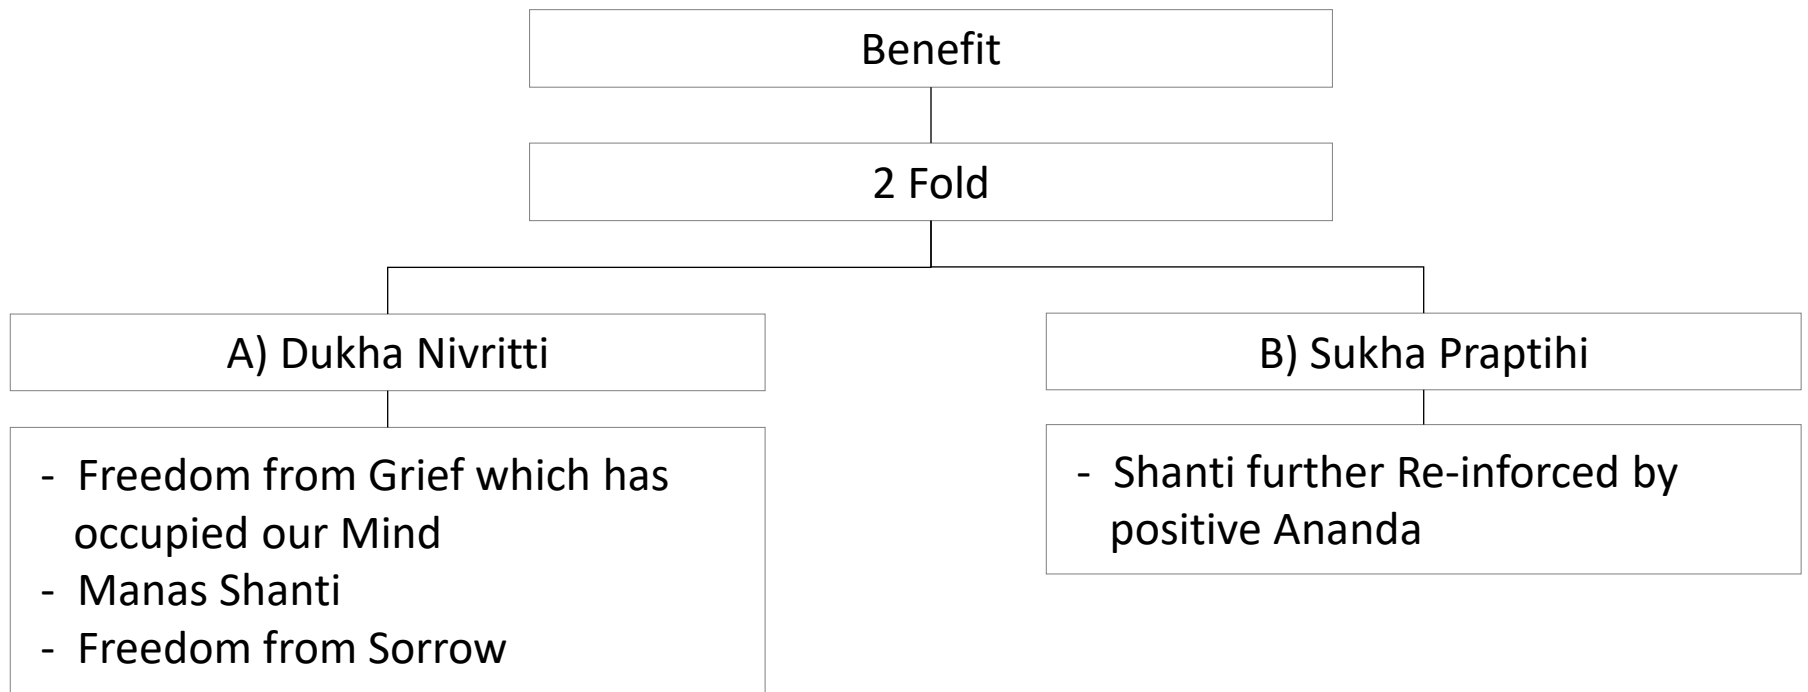 Benefit
2 Fold
A) Dukha Nivritti
- Freedom from Grief which has
occupied our Mind
- Manas Shanti
- Freedom from Sorrow
B) Sukha Praptihi
- Shanti further Re-inforced by
positive Ananda